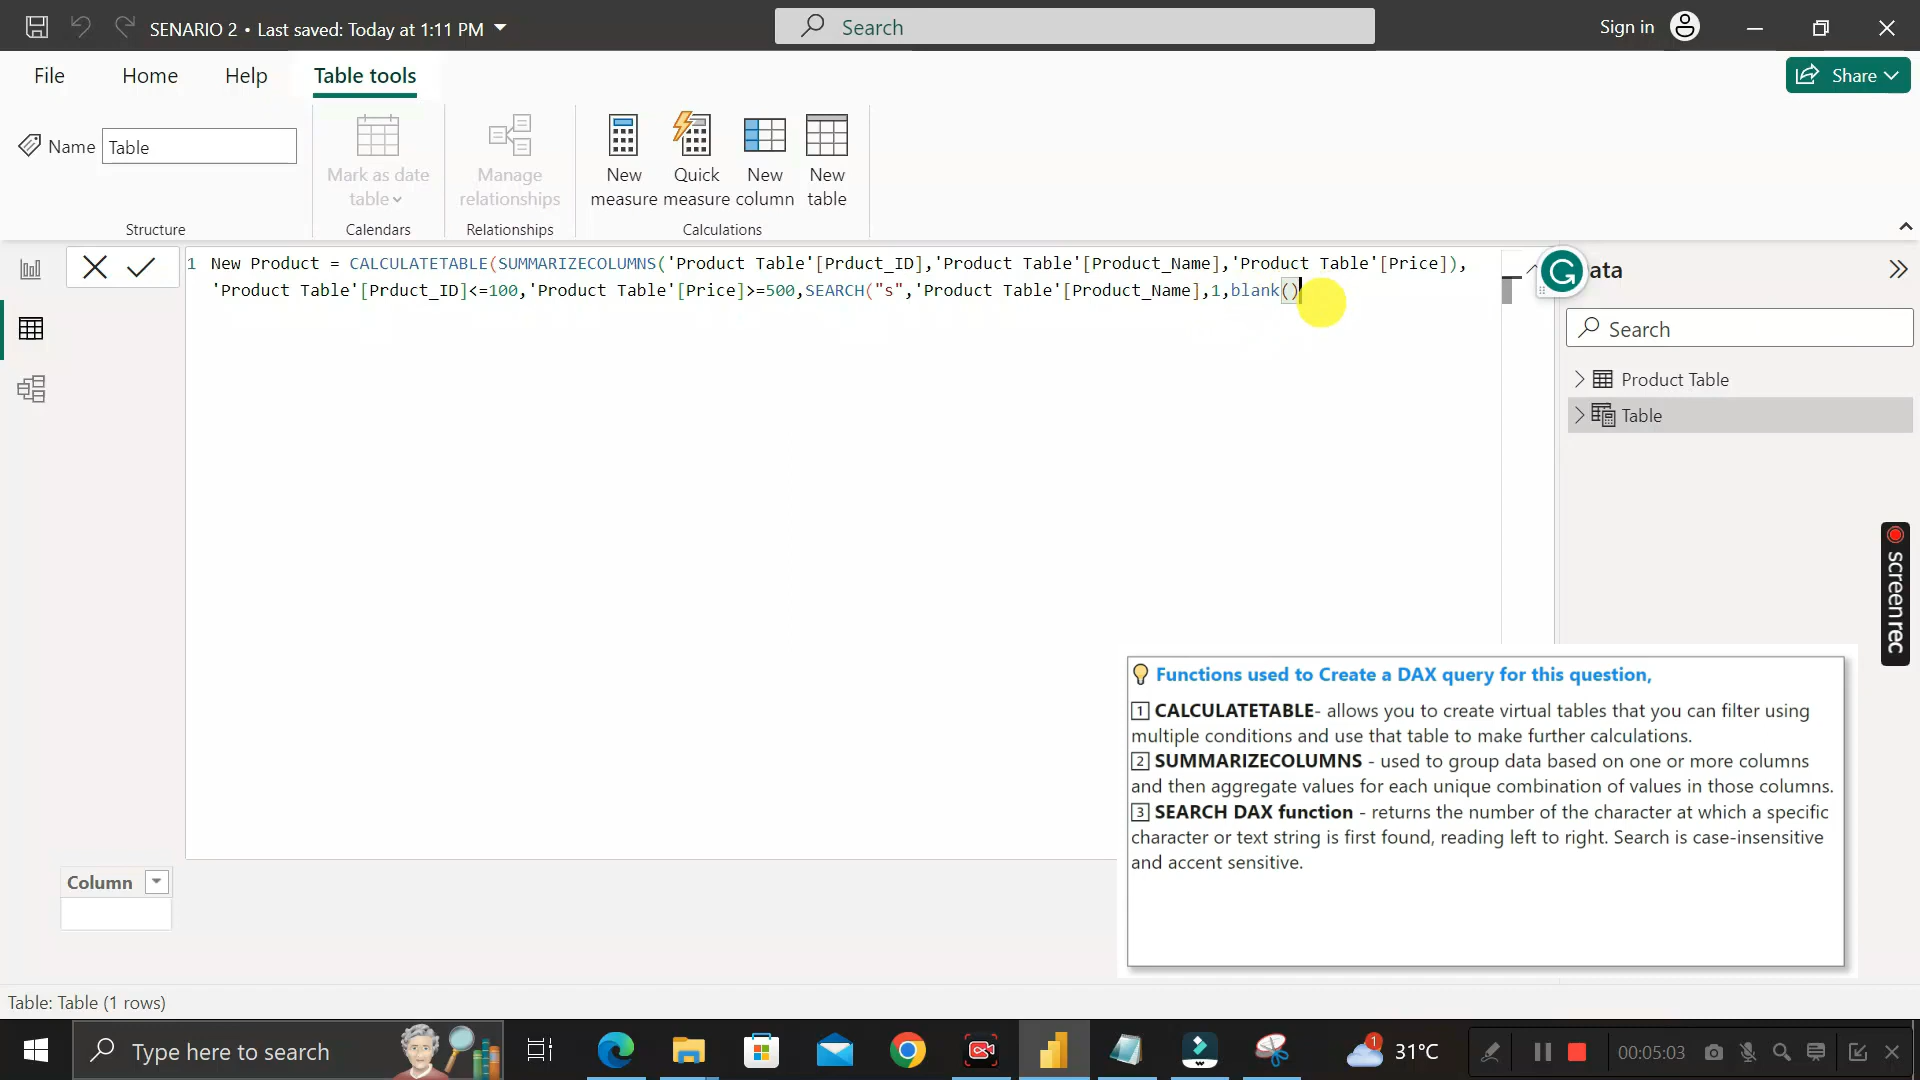 SENARIO 2 • Last saved: Today at 1:11 PM
Search
Sign in
File
Home
Help
Table tools
Share
Name
Table
Mark as date
table
Manage
relationships
New
measure
Quick
measure
New
column
New
table
Structure
Calendars
Relationships
Calculations
1 New Product = CALCULATETABLE(SUMMARIZECOLUMNS('Product Table'[Prduct_ID],'Product Table'[Product_Name],'Product Table'[Price]),
'Product Table'[Prduct_ID]<=100,'Product Table'[Price]>=500,SEARCH("s",'Product Table'[Product_Name],1,blank()
G
ata
Search
Product Table
Table
screenrec
Functions used to Create a DAX query for this question,
1 CALCULATETABLE- allows you to create virtual tables that you can filter using
multiple conditions and use that table to make further calculations.
2 SUMMARIZECOLUMNS - used to group data based on one or more columns
and then aggregate values for each unique combination of values in those columns.
3 SEARCH DAX function - returns the number of the character at which a specific
character or text string is first found, reading left to right. Search is case-insensitive
and accent sensitive.
Column
Table: Table (1 rows)
Type here to search
1
31°C
00:05:03